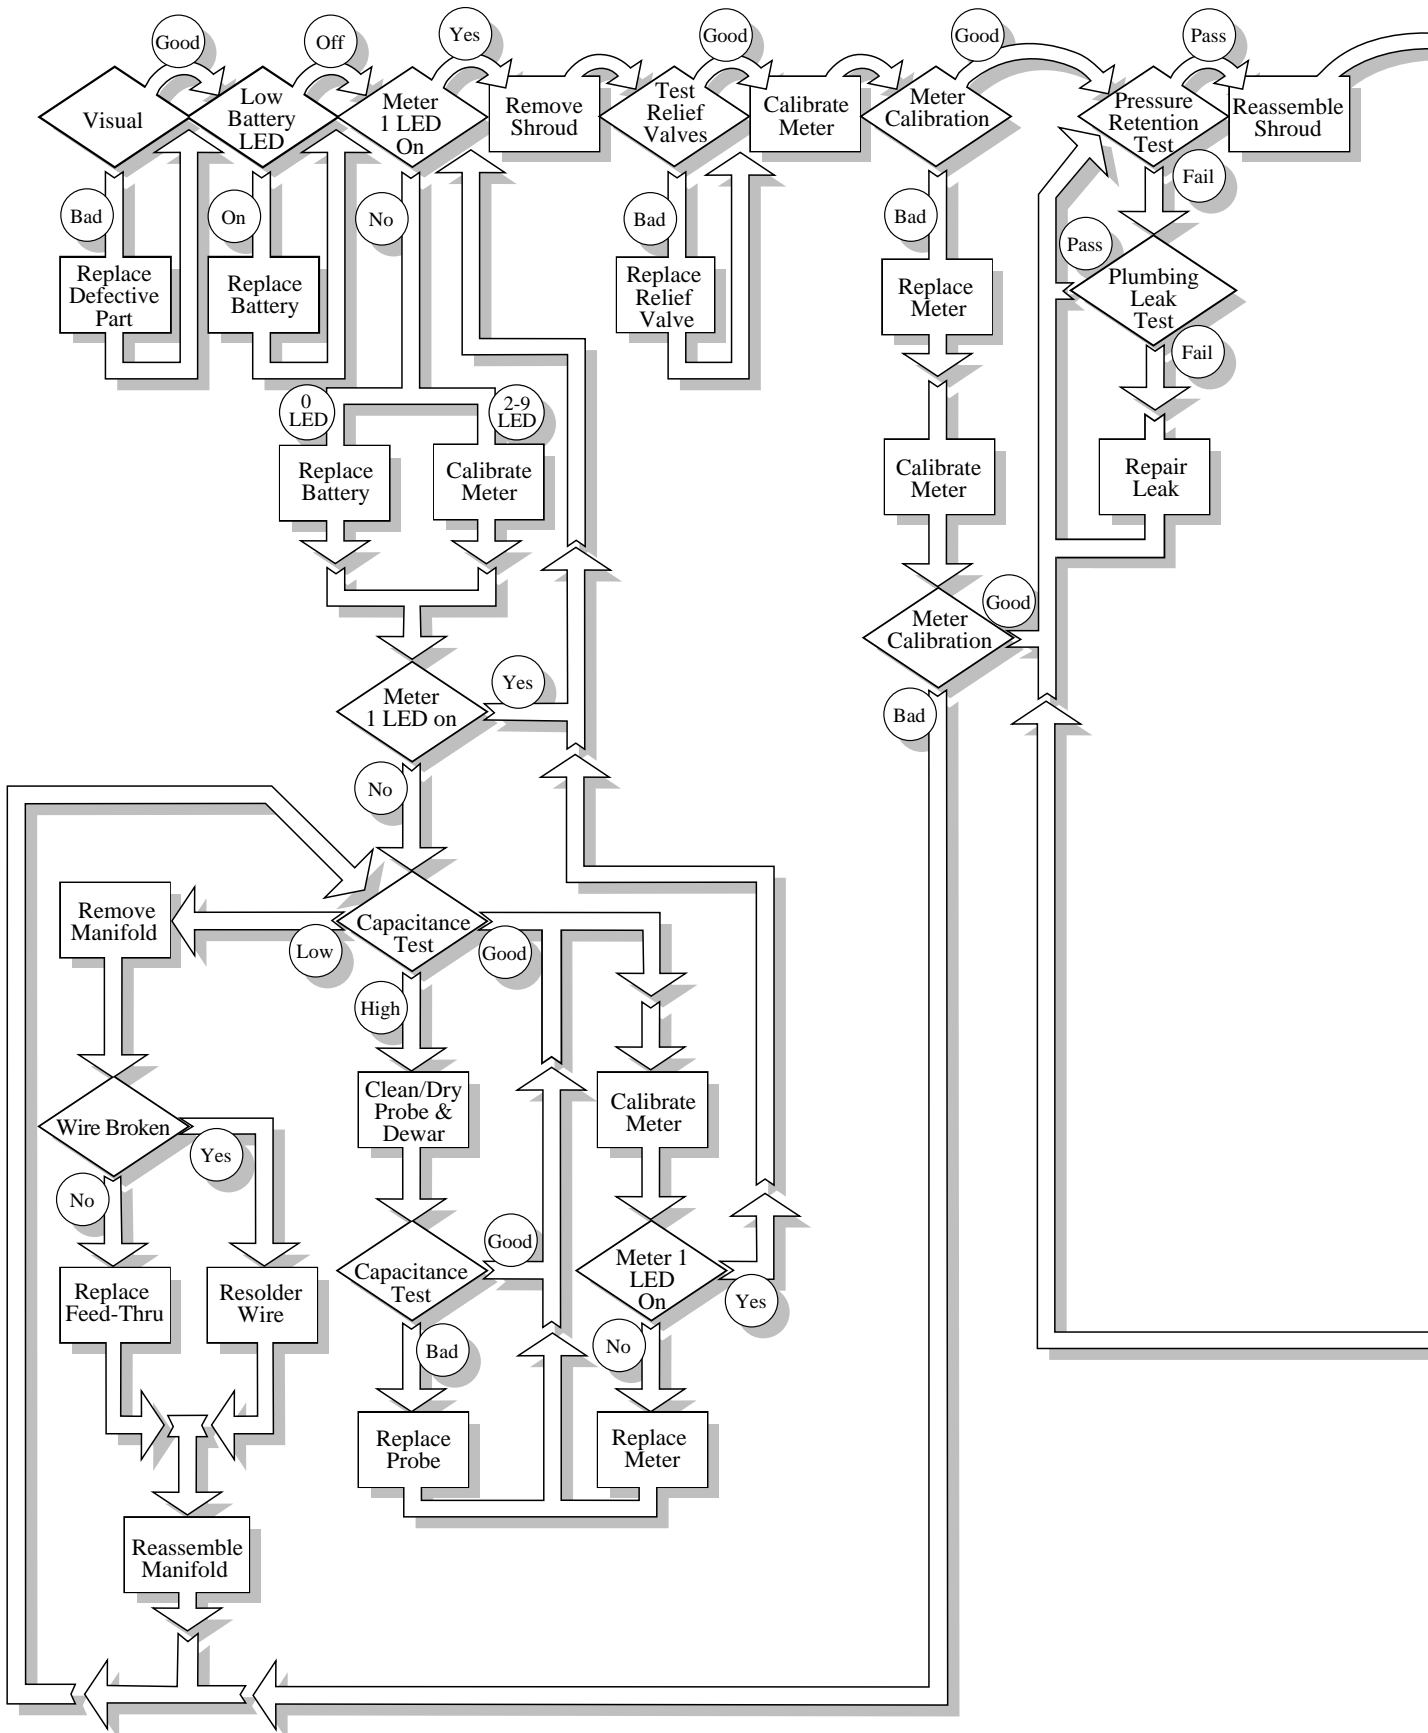 Good
Off
Yes
Good
Good
Pass
Visual
Low
Battery
LED
Meter
1 LED
On
Remove
Shroud
Test
Relief
Valves
Calibrate
Meter
Meter
Calibration
Pressure
Retention
Test
Reassemble
Shroud
Bad
On
No
Bad
Bad
Fail
Pass
Replace
Defective
Part
Replace
Battery
Replace
Relief
Valve
Replace
Meter
Plumbing
Leak
Test
Fail
0
LED
2-9
LED
Replace
Battery
Calibrate
Meter
Calibrate
Meter
Repair
Leak
Good
Meter
Calibration
Meter
1 LED on
Yes
Bad
No
Remove
Manifold
Capacitance
Test
Low
Good
High
Clean/Dry
Probe &
Dewar
Calibrate
Meter
Wire Broken
Yes
No
Capacitance
Test
Good
Meter 1
LED
On
Yes
Replace
Feed-Thru
Resolder
Wire
Bad
No
Replace
Probe
Replace
Meter
Reassemble
Manifold